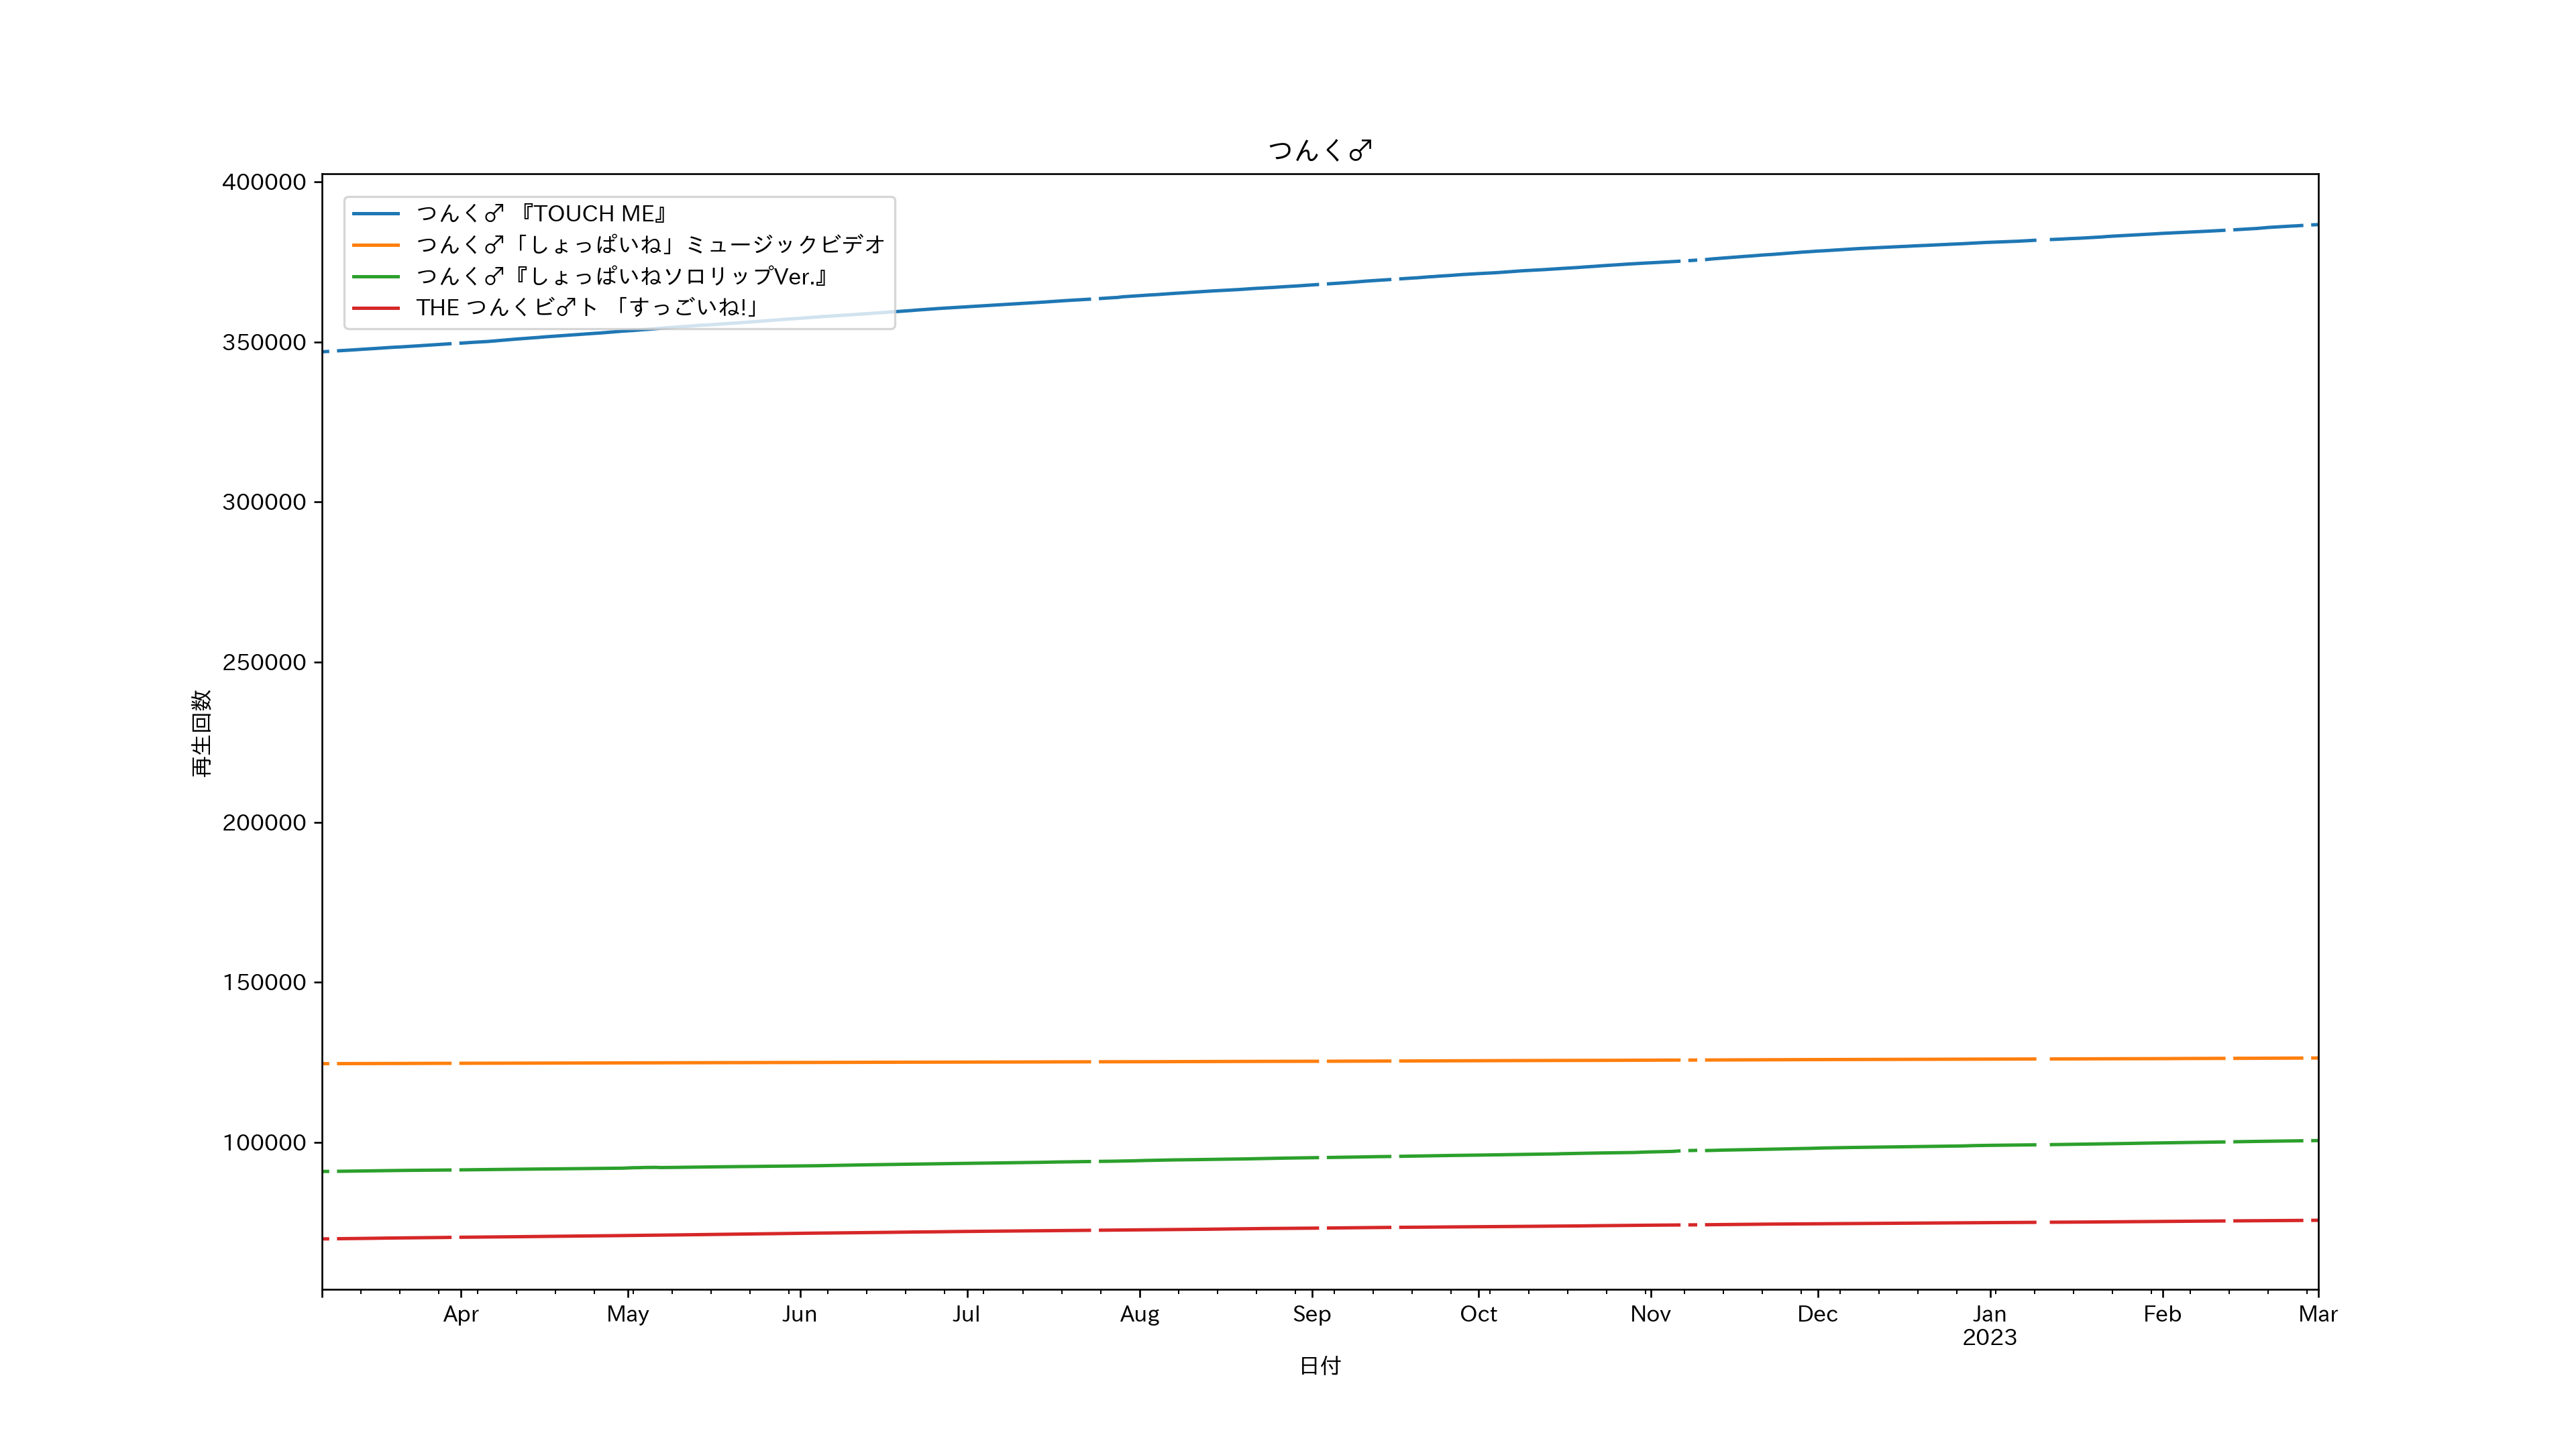 つんく♂
400000
350000
300000
250000
200000
150000
100000
再生回数
つんく♂ 『TOUCH ME』
つんく♂「しょっぱいね」ミュージックビデオ
つんく♂『しょっぱいねソロリップVer.』
THE つんくビ♂ト 「すっごいね!」
Apr May Jun Jul Aug Sep Oct Nov Dec Jan Feb Mar
2023
日付